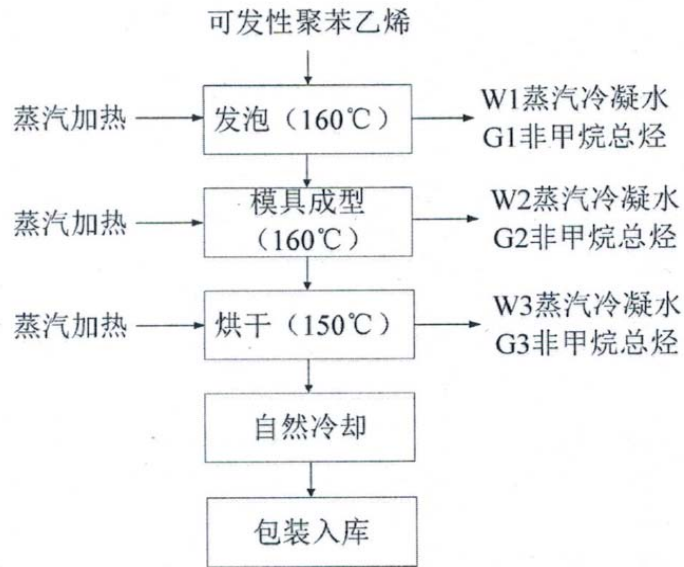 可发性聚苯乙烯
蒸汽加热
发泡（160℃）
W1蒸汽冷凝水
G1非甲烷总烃
蒸汽加热
模具成型
（160℃）
W2蒸汽冷凝水
G2非甲烷总烃
蒸汽加热
烘干（150℃）
W3蒸汽冷凝水
G3非甲烷总烃
自然冷却
包装入库